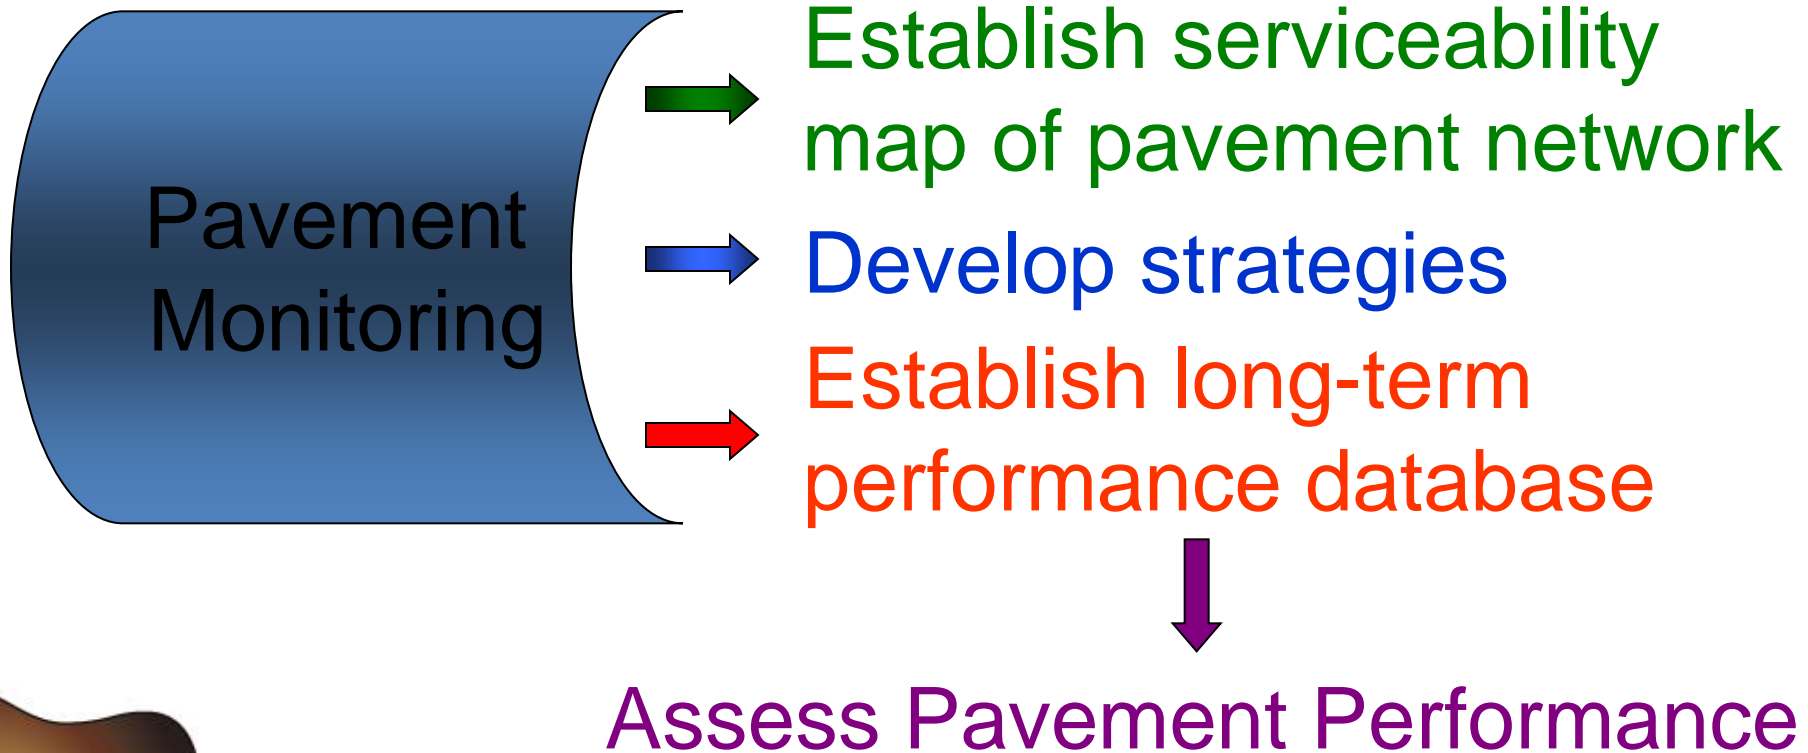 Pavement
Monitoring
Establish serviceability
map of pavement network
Develop strategies
Establish long-term
performance database
Assess Pavement Performance